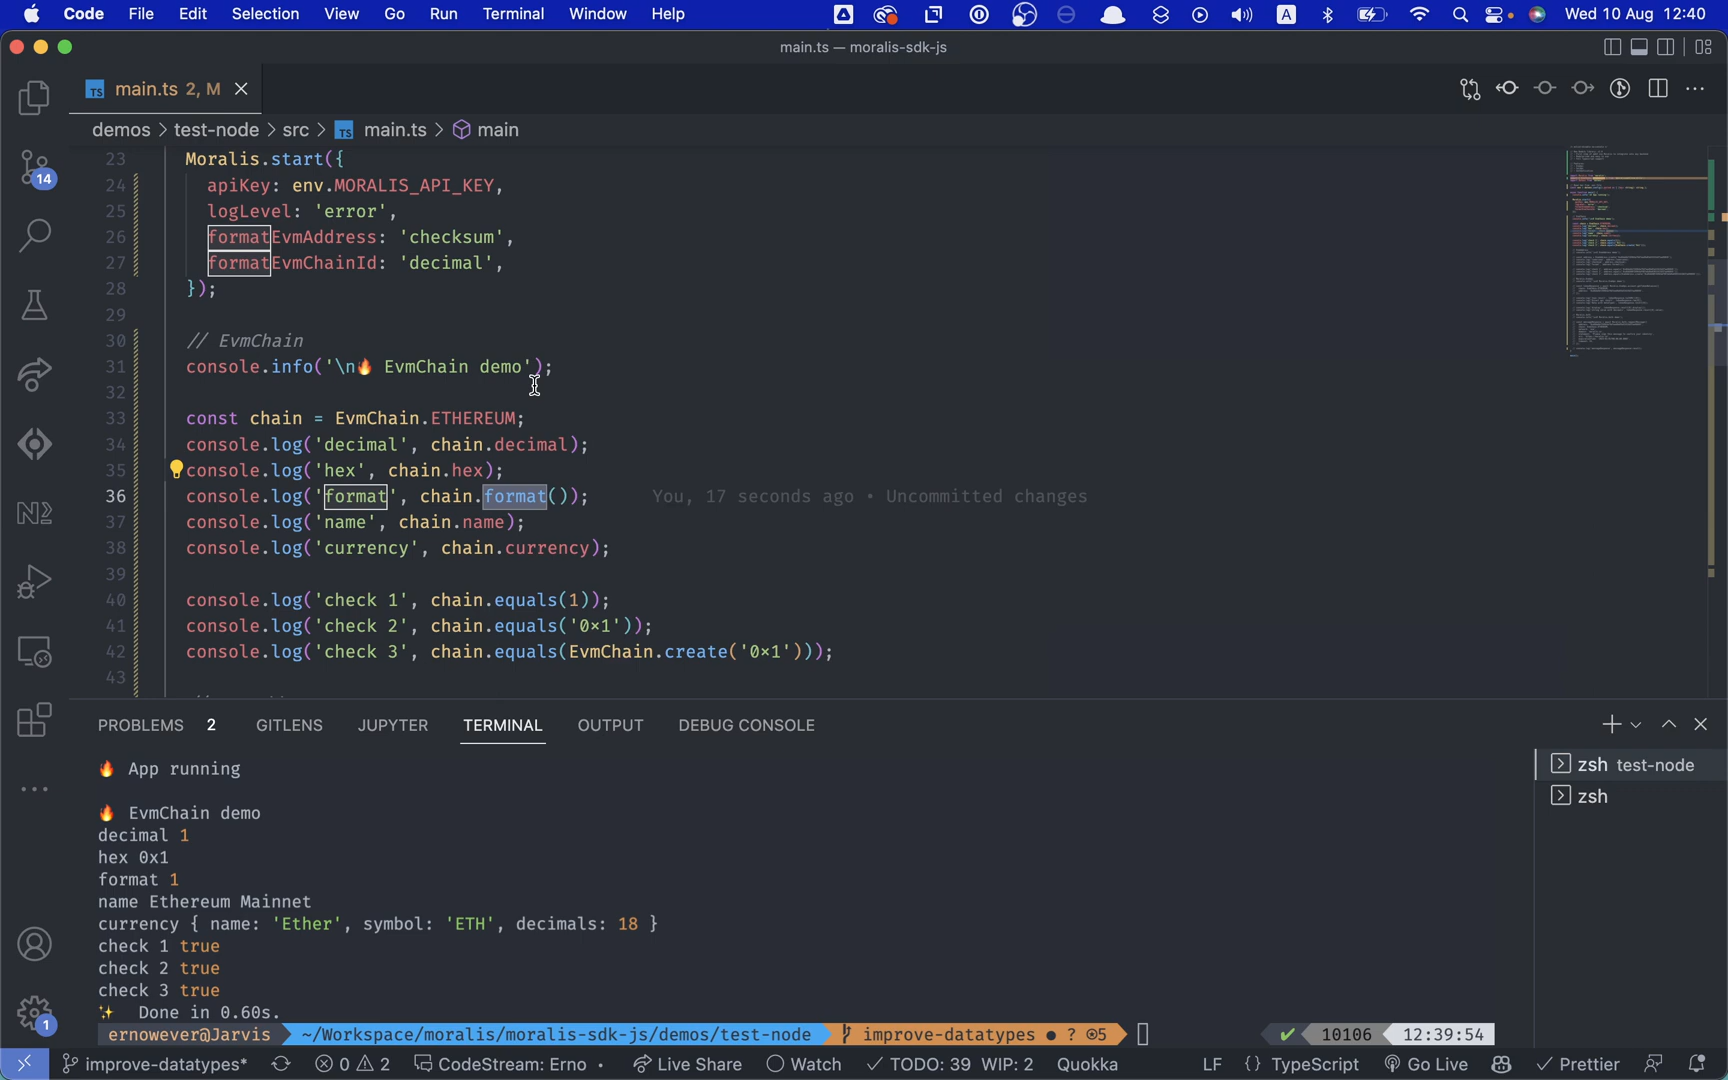 Code File Edit Selection View Go Run Terminal Window Help A Wed 10 Aug 12:40
main.ts — moralis-sdk-js
TS main.ts 2, M
demos > test-node > src > TS main.ts > main
23 Moralis.start({
24 apiKey: env.MORALIS_API_KEY,
25 logLevel: 'error',
26 formatEvmAddress: 'checksum',
27 formatEvmChainId: 'decimal',
28 });
29
30 // EvmChain
31 console.info('\n🔥 EvmChain demo');
32
33 const chain = EvmChain.ETHEREUM;
34 console.log('decimal', chain.decimal);
35 console.log('hex', chain.hex);
36 console.log('format', chain.format()); You, 17 seconds ago • Uncommitted changes
37 console.log('name', chain.name);
38 console.log('currency', chain.currency);
39
40 console.log('check 1', chain.equals(1));
41 console.log('check 2', chain.equals('0×1'));
42 console.log('check 3', chain.equals(EvmChain.create('0×1')));
43
14
PROBLEMS 2 GITLENS JUPYTER TERMINAL OUTPUT DEBUG CONSOLE
🔥 App running
🔥 EvmChain demo
decimal 1
hex 0x1
format 1
name Ethereum Mainnet
currency { name: 'Ether', symbol: 'ETH', decimals: 18 }
check 1 true
check 2 true
check 3 true
✨ Done in 0.60s.
ernowever@Jarvis ~/Workspace/moralis/moralis-sdk-js/demos/test-node improve-datatypes ● ? ⊗5 ✔ 10106 12:39:54
zsh test-node
zsh
1
improve-datatypes* 0 2 CodeStream: Erno • Live Share Watch TODO: 39 WIP: 2 Quokka LF {} TypeScript Go Live Prettier